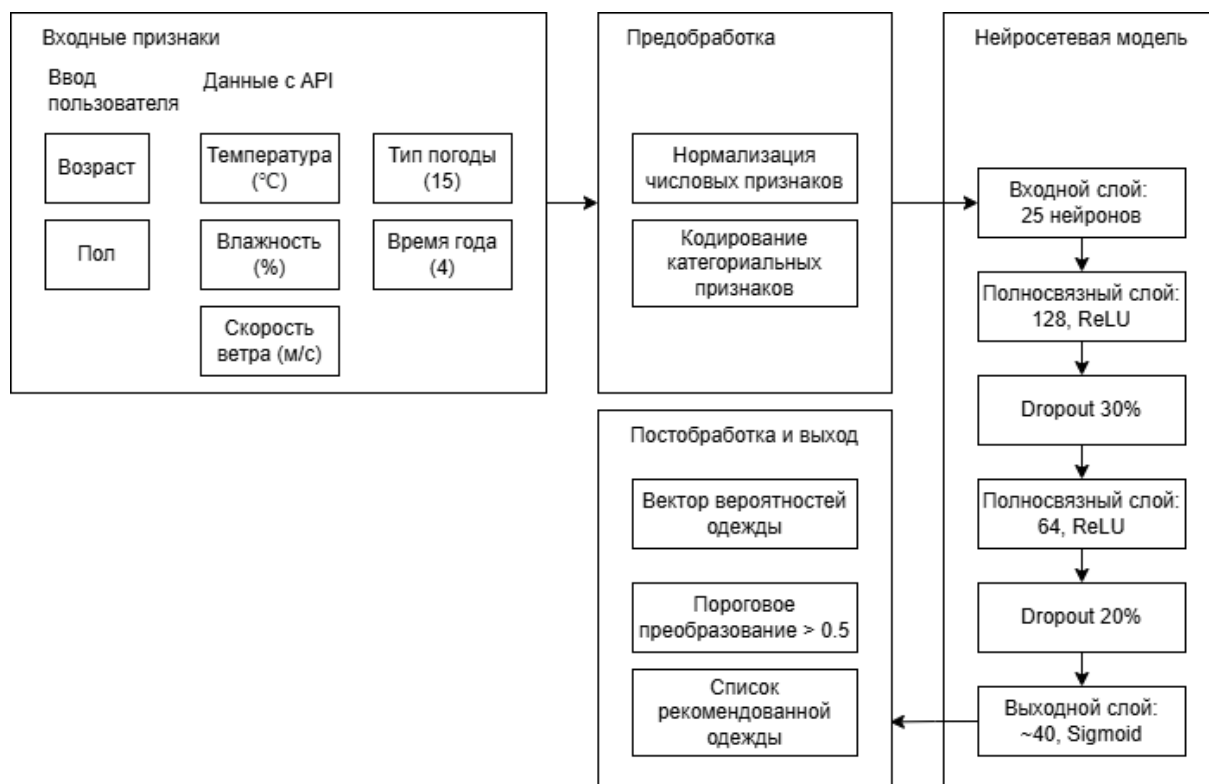 Входные признаки
Ввод
пользователя
Данные с API
Возраст
Температура
(°C)
Тип погоды
(15)
Пол
Влажность
(%)
Время года
(4)
Скорость
ветра (м/с)
Предобработка
Нормализация
числовых признаков
Кодирование
категориальных
признаков
Нейросетевая модель
Входной слой:
25 нейронов
Полносвязный слой:
128, ReLU
Dropout 30%
Полносвязный слой:
64, ReLU
Dropout 20%
Выходной слой:
~40, Sigmoid
Постобработка и выход
Вектор вероятностей
одежды
Пороговое
преобразование > 0.5
Список
рекомендованной
одежды